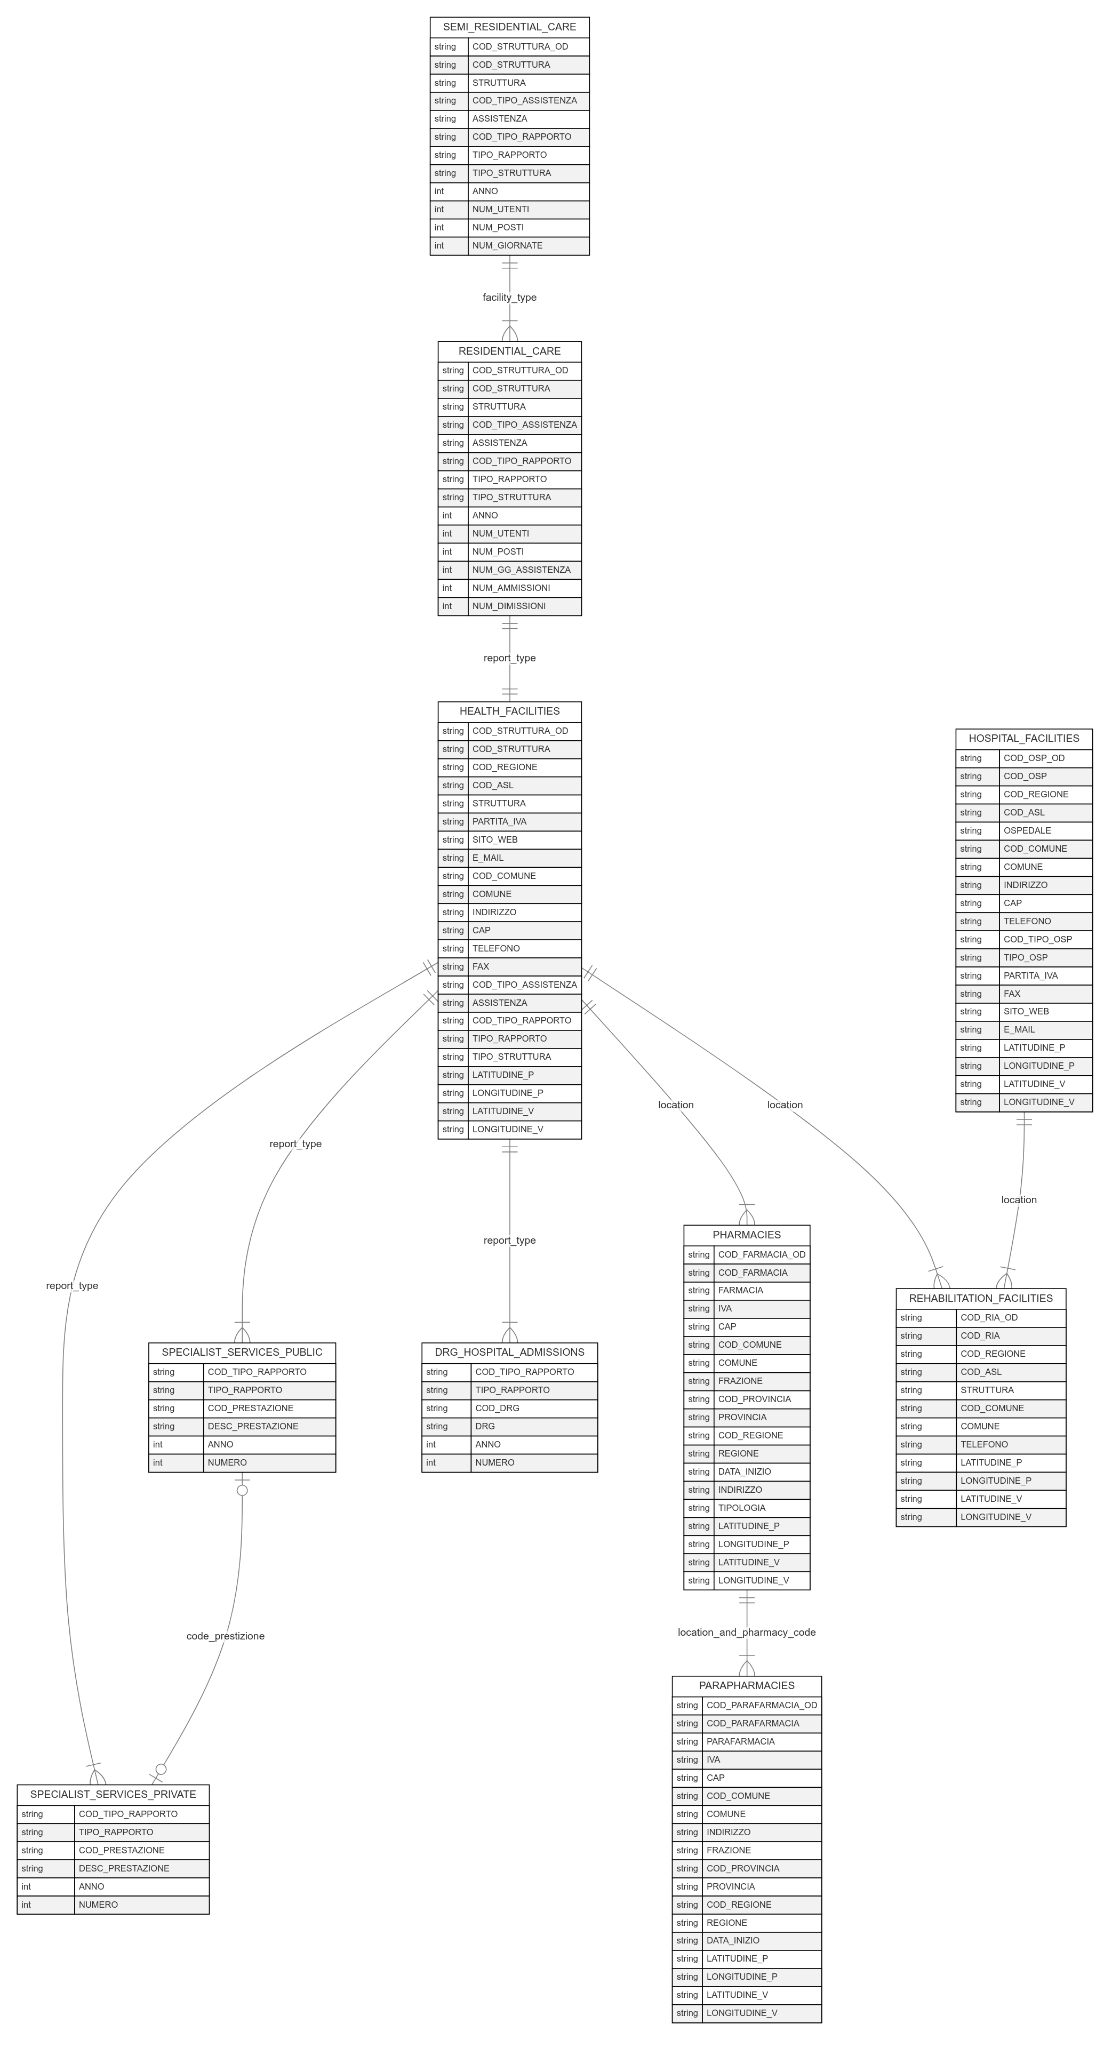 SEMI_RESIDENTIAL_CARE
string COD_STRUTTURA_OD
string COD_STRUTTURA
string STRUTTURA
string COD_TIPO_ASSISTENZA
string ASSISTENZA
string COD_TIPO_RAPPORTO
string TIPO_RAPPORTO
string TIPO_STRUTTURA
int ANNO
int NUM_UTENTI
int NUM_POSTI
int NUM_GIORNATE
facility_type
RESIDENTIAL_CARE
string COD_STRUTTURA_OD
string COD_STRUTTURA
string STRUTTURA
string COD_TIPO_ASSISTENZA
string ASSISTENZA
string COD_TIPO_RAPPORTO
string TIPO_RAPPORTO
string TIPO_STRUTTURA
int ANNO
int NUM_UTENTI
int NUM_POSTI
int NUM_GG_ASSISTENZA
int NUM_AMMISSIONI
int NUM_DIMISSIONI
report_type
HEALTH_FACILITIES
string COD_STRUTTURA_OD
string COD_STRUTTURA
string COD_REGIONE
string COD_ASL
string STRUTTURA
string PARTITA_IVA
string SITO_WEB
string E_MAIL
string COD_COMUNE
string COMUNE
string INDIRIZZO
string CAP
string TELEFONO
string FAX
string COD_TIPO_ASSISTENZA
string ASSISTENZA
string COD_TIPO_RAPPORTO
string TIPO_RAPPORTO
string TIPO_STRUTTURA
string LATITUDINE_P
string LONGITUDINE_P
string LATITUDINE_V
string LONGITUDINE_V
HOSPITAL_FACILITIES
string COD_OSP_OD
string COD_OSP
string COD_REGIONE
string COD_ASL
string OSPEDALE
string COD_COMUNE
string COMUNE
string INDIRIZZO
string CAP
string TELEFONO
string COD_TIPO_OSP
string TIPO_OSP
string PARTITA_IVA
string FAX
string SITO_WEB
string E_MAIL
string LATITUDINE_P
string LONGITUDINE_P
string LATITUDINE_V
string LONGITUDINE_V
location
location
report_type
location
report_type
report_type
PHARMACIES
string COD_FARMACIA_OD
string COD_FARMACIA
string FARMACIA
string IVA
string CAP
string COD_COMUNE
string COMUNE
string FRAZIONE
string COD_PROVINCIA
string PROVINCIA
string COD_REGIONE
string REGIONE
string DATA_INIZIO
string INDIRIZZO
string TIPOLOGIA
string LATITUDINE_P
string LONGITUDINE_P
string LATITUDINE_V
string LONGITUDINE_V
REHABILITATION_FACILITIES
string COD_RIA_OD
string COD_RIA
string COD_REGIONE
string COD_ASL
string STRUTTURA
string COD_COMUNE
string COMUNE
string TELEFONO
string LATITUDINE_P
string LONGITUDINE_P
string LATITUDINE_V
string LONGITUDINE_V
SPECIALIST_SERVICES_PUBLIC
string COD_TIPO_RAPPORTO
string TIPO_RAPPORTO
string COD_PRESTAZIONE
string DESC_PRESTAZIONE
int ANNO
int NUMERO
DRG_HOSPITAL_ADMISSIONS
string COD_TIPO_RAPPORTO
string TIPO_RAPPORTO
string COD_DRG
string DRG
int ANNO
int NUMERO
code_prestizione
location_and_pharmacy_code
PARAPHARMACIES
string COD_PARAFARMACIA_OD
string COD_PARAFARMACIA
string PARAFARMACIA
string IVA
string CAP
string COD_COMUNE
string COMUNE
string INDIRIZZO
string FRAZIONE
string COD_PROVINCIA
string PROVINCIA
string COD_REGIONE
string REGIONE
string DATA_INIZIO
string LATITUDINE_P
string LONGITUDINE_P
string LATITUDINE_V
string LONGITUDINE_V
SPECIALIST_SERVICES_PRIVATE
string COD_TIPO_RAPPORTO
string TIPO_RAPPORTO
string COD_PRESTAZIONE
string DESC_PRESTAZIONE
int ANNO
int NUMERO